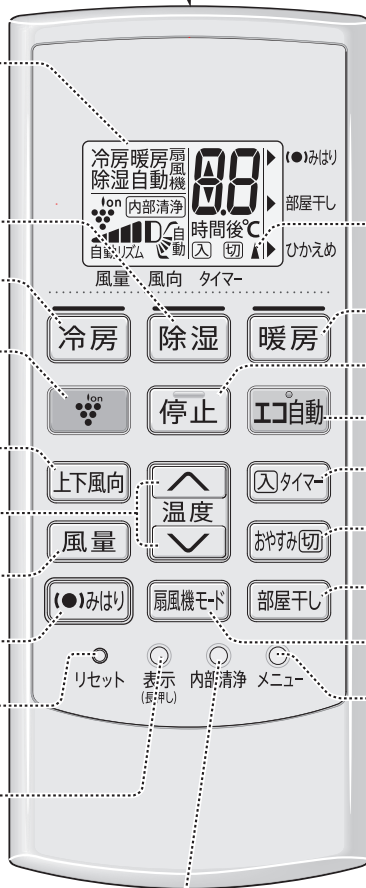 冷房暖房扇風機
除湿自動
88
(●)みはり
ion
内部清浄
部屋干し
自動リズム
自動
時間後℃
入 切
ひかえめ
風量 風向 タイマー
冷房 除湿 暖房
ion 停止 エコ自動
上下風向 温度 入タイマー
風量 おやすみ切
(●)みはり 扇風機モード 部屋干し
リセット 表示 内部清浄 メニュー
(長押し)